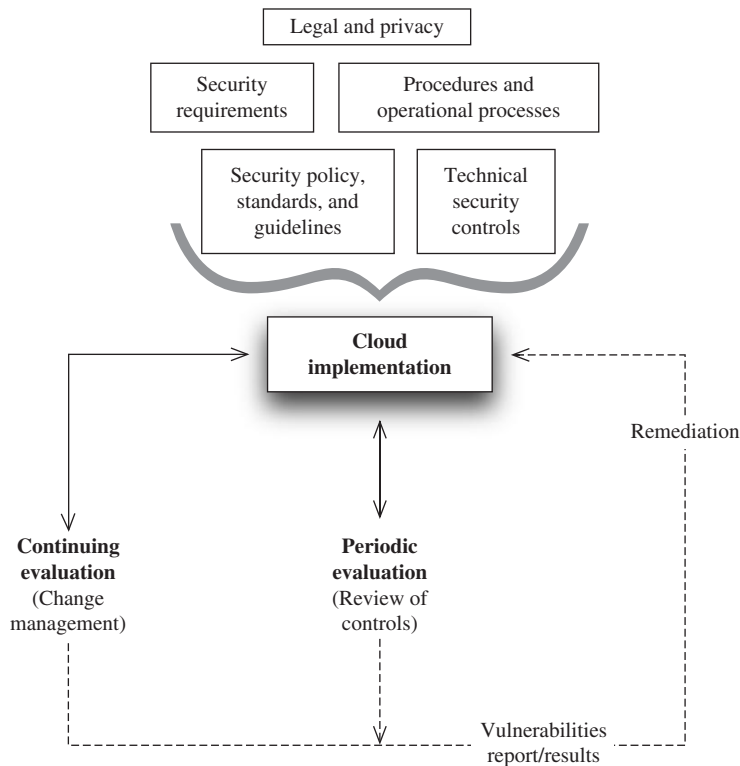 Legal and privacy
Security
requirements
Procedures and
operational processes
Security policy,
standards, and
guidelines
Technical
security
controls
Cloud
implementation
Remediation
Continuing
evaluation
(Change
management)
Periodic
evaluation
(Review of
controls)
Vulnerabilities
report/results